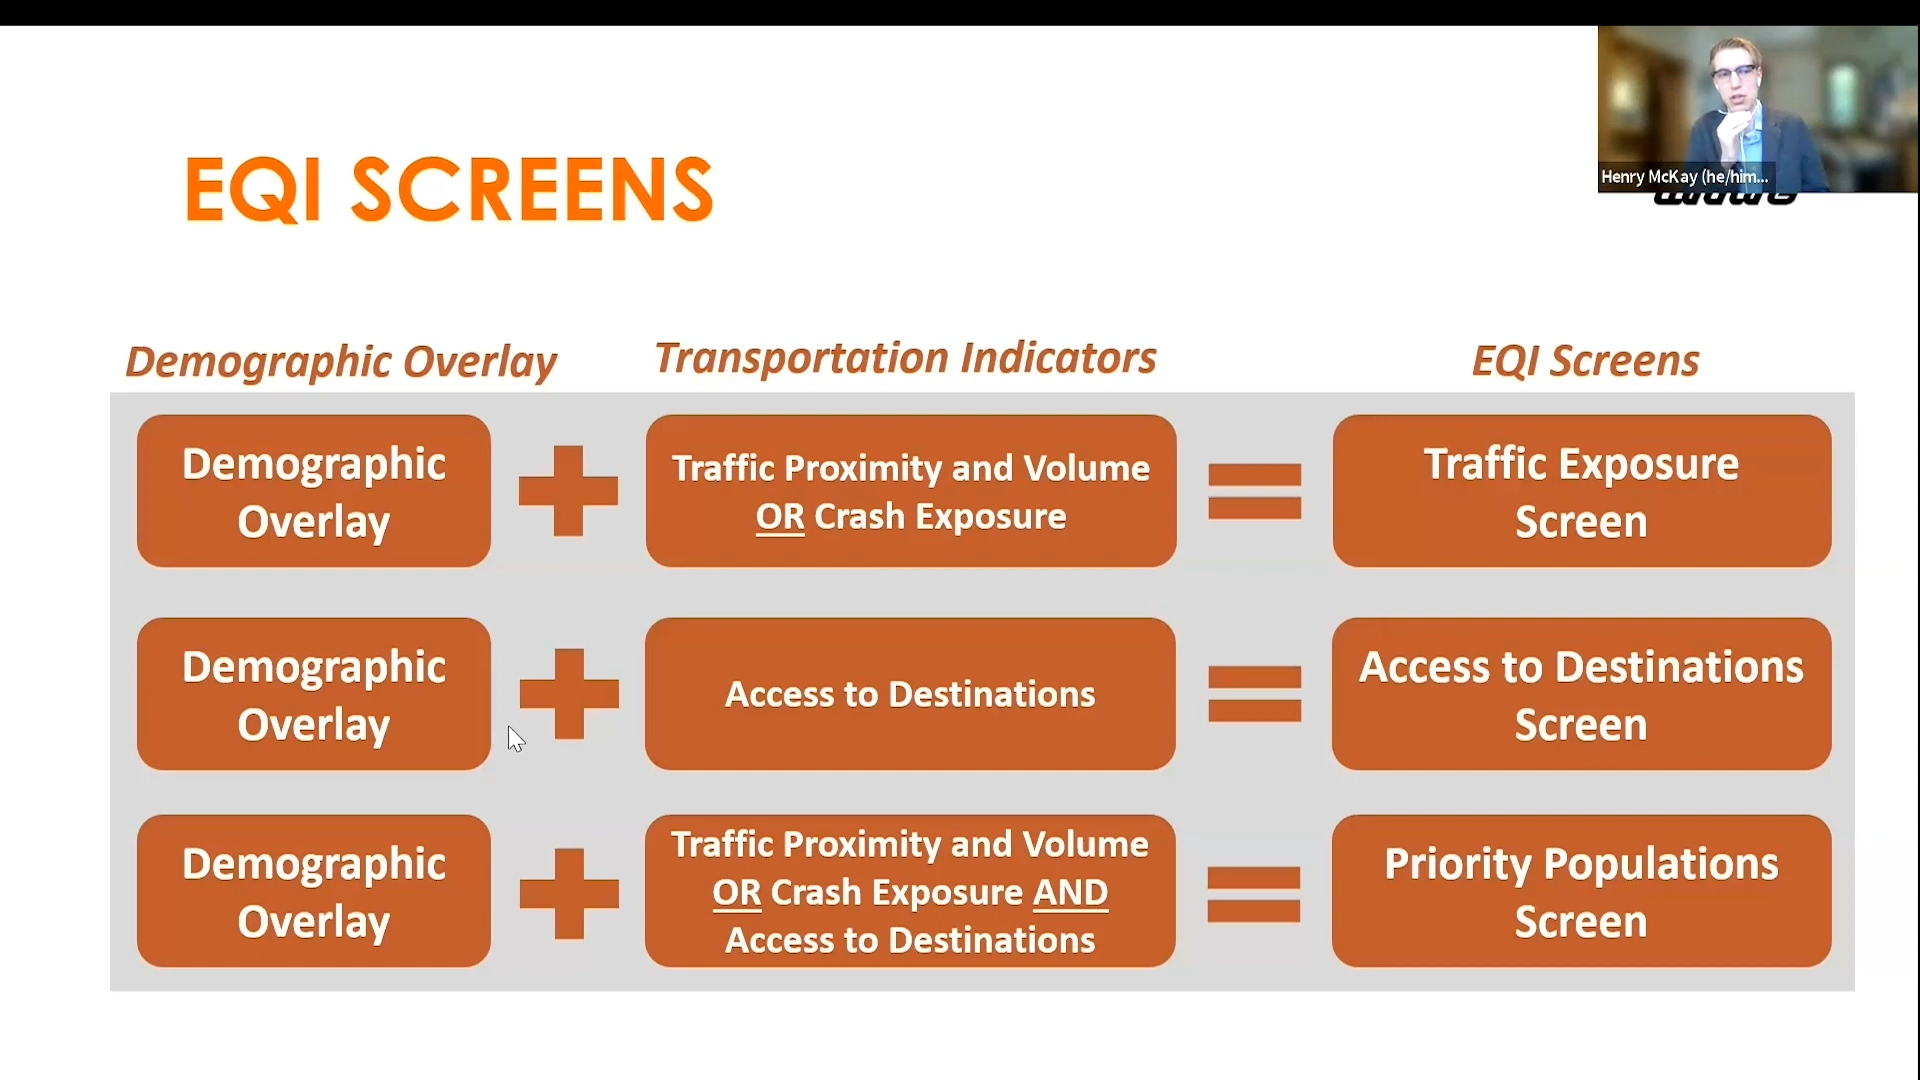 Henry McKay (he/him...
EQI SCREENS
Demographic Overlay
Transportation Indicators
EQI Screens
Demographic
Overlay
Traffic Proximity and Volume
OR Crash Exposure
Traffic Exposure
Screen
Demographic
Overlay
Access to Destinations
Access to Destinations
Screen
Demographic
Overlay
Traffic Proximity and Volume
OR Crash Exposure AND
Access to Destinations
Priority Populations
Screen